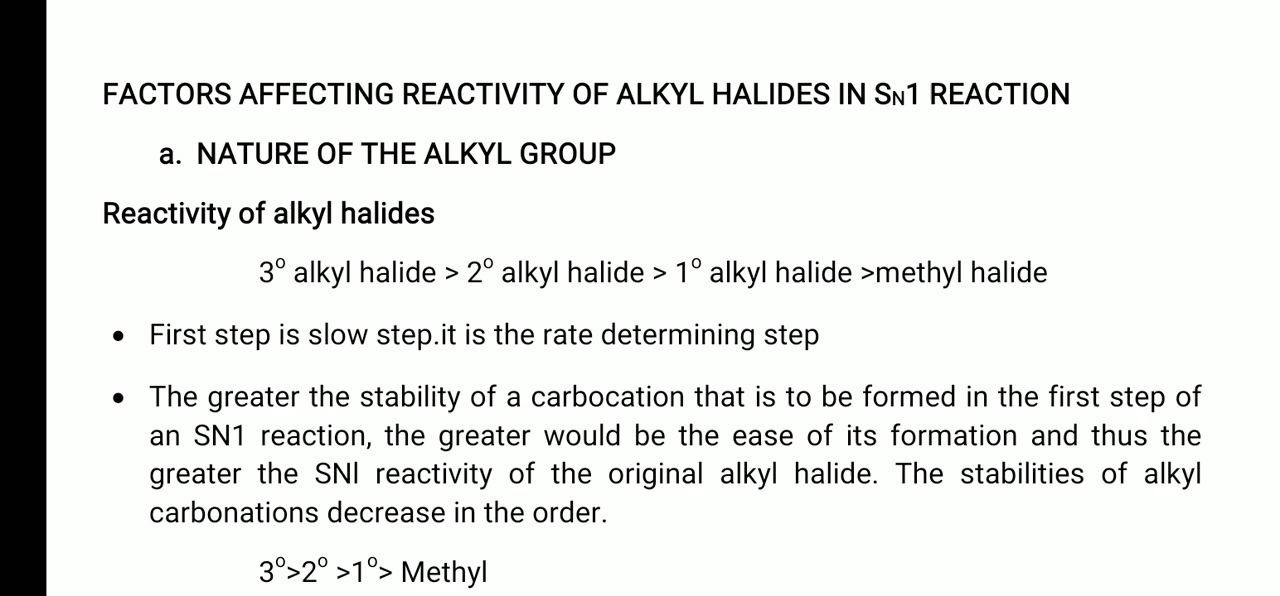 FACTORS AFFECTING REACTIVITY OF ALKYL HALIDES IN SN1 REACTION
a. NATURE OF THE ALKYL GROUP
Reactivity of alkyl halides
3° alkyl halide > 2° alkyl halide > 1° alkyl halide >methyl halide
• First step is slow step.it is the rate determining step
• The greater the stability of a carbocation that is to be formed in the first step of
an SN1 reaction, the greater would be the ease of its formation and thus the
greater the SNl reactivity of the original alkyl halide. The stabilities of alkyl
carbonations decrease in the order.
3°>2° >1°> Methyl